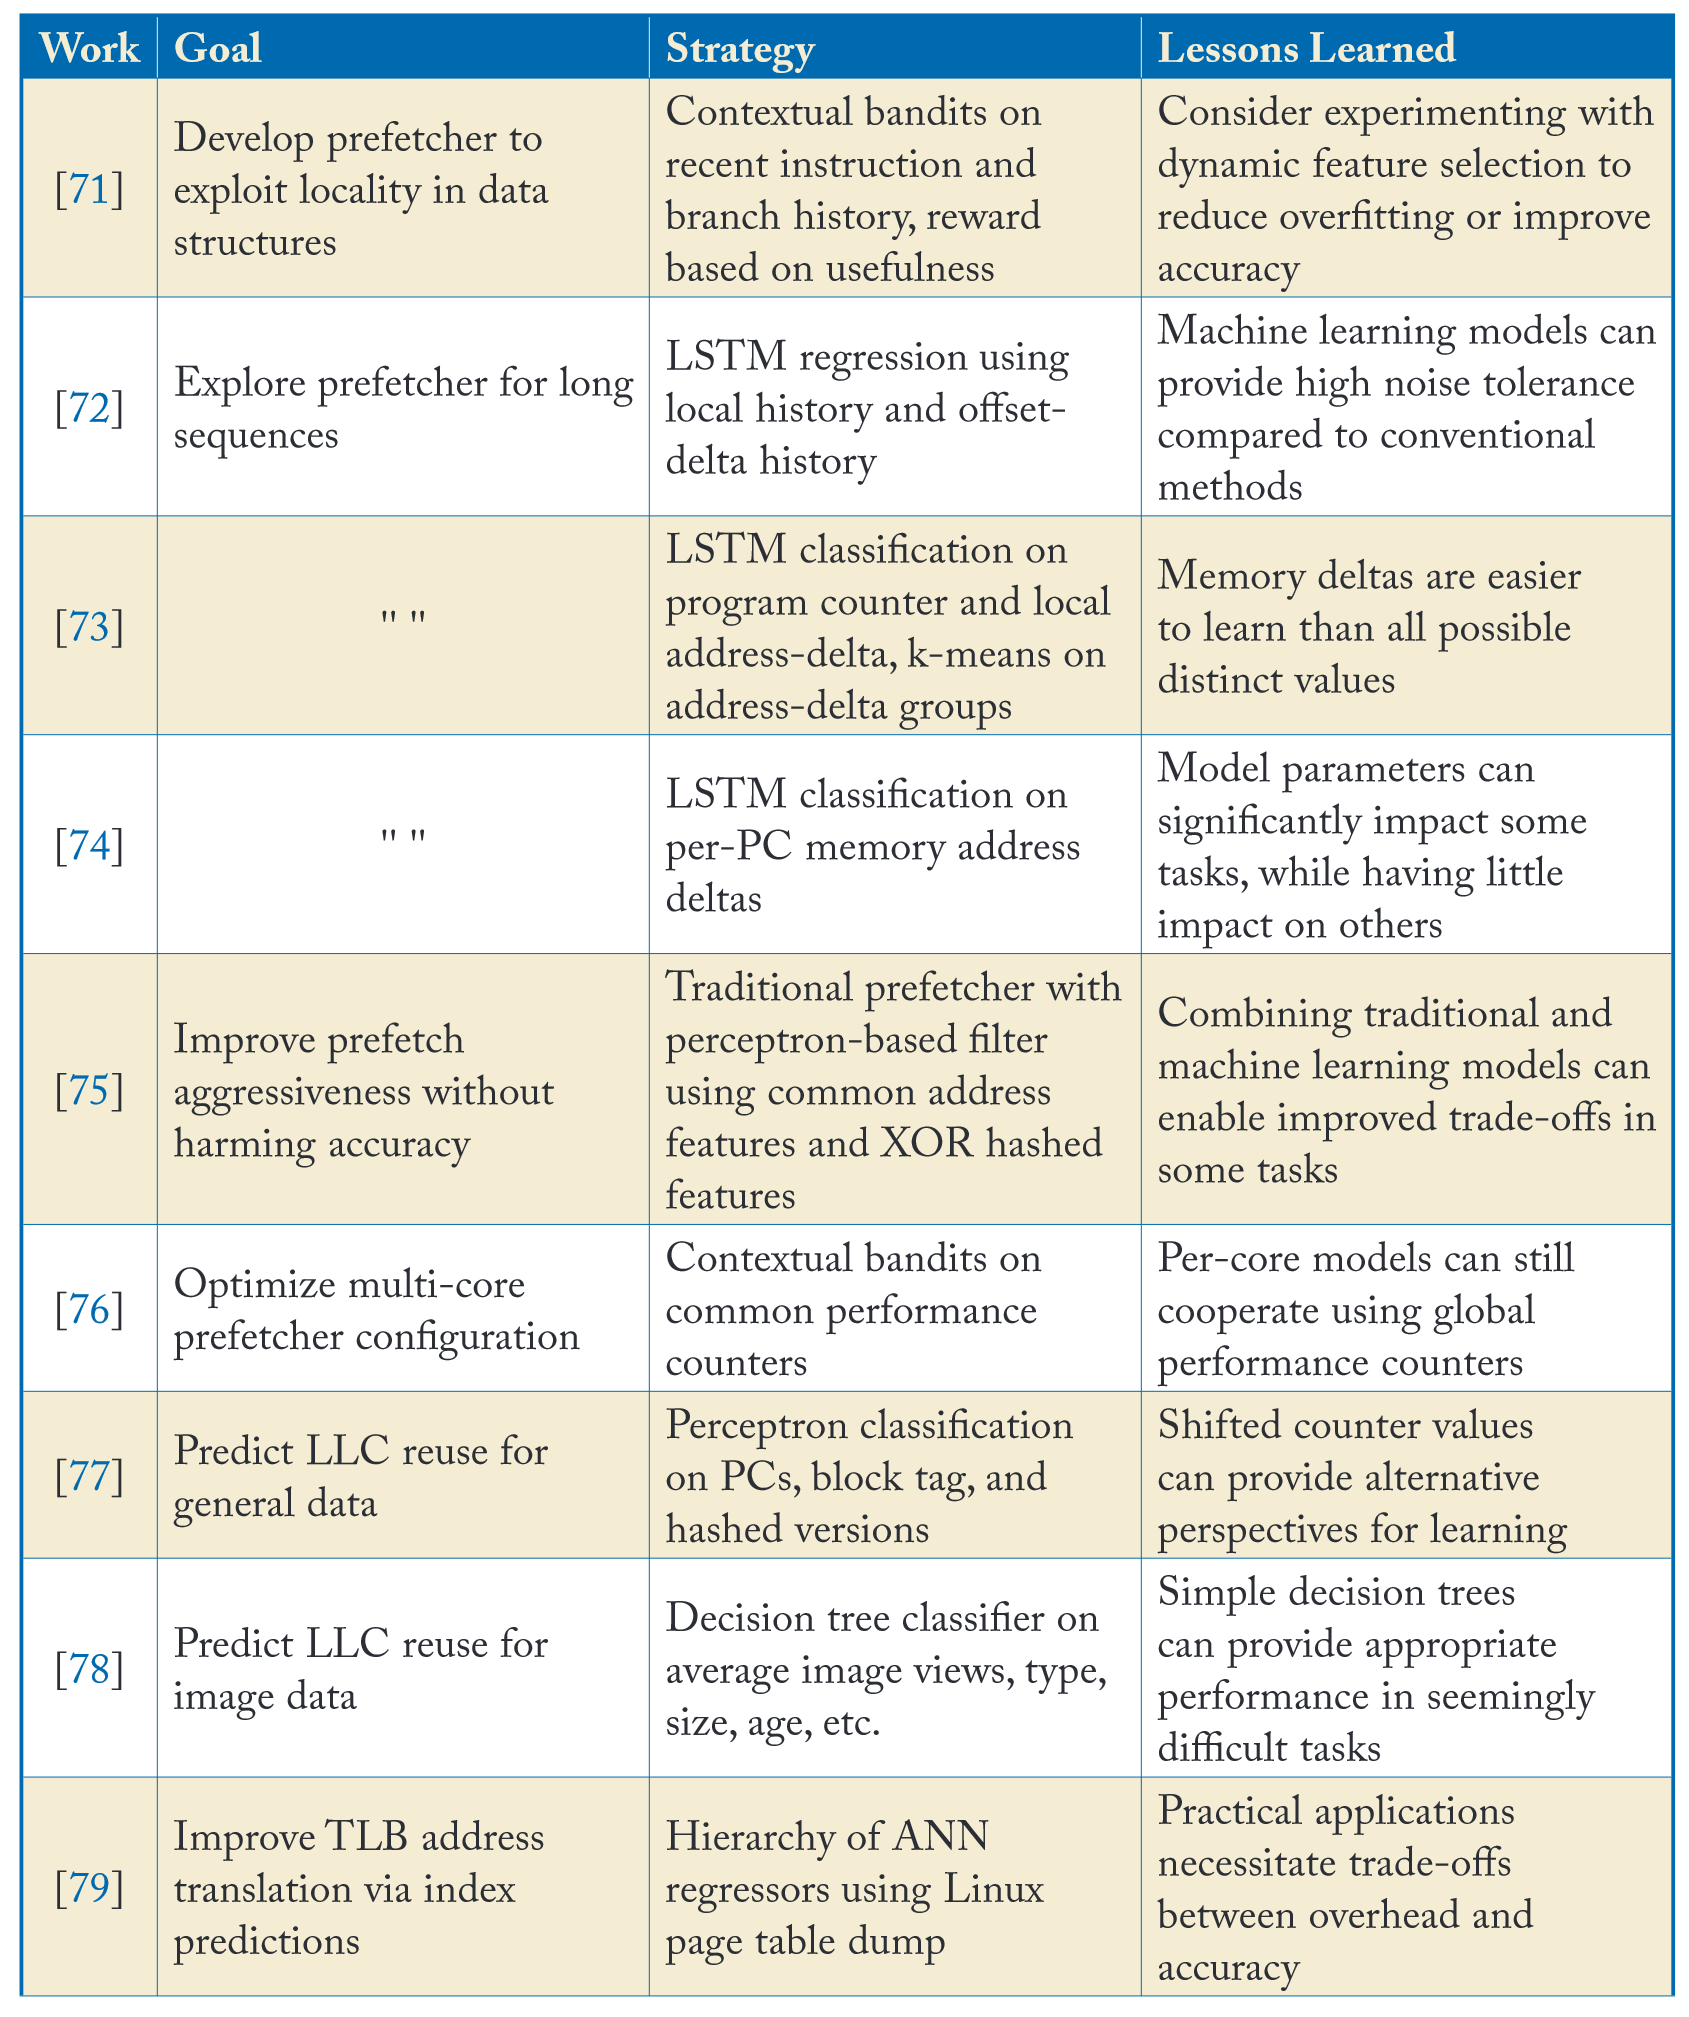 Work Goal Strategy Lessons Learned
[71]
Develop prefetcher to
exploit locality in data
structures
Contextual bandits on
recent instruction and
branch history, reward
based on usefulness
Consider experimenting with
dynamic feature selection to
reduce overfitting or improve
accuracy
[72]
Explore prefetcher for long
sequences
LSTM regression using
local history and offset-
delta history
Machine learning models can
provide high noise tolerance
compared to conventional
methods
[73]
" "
LSTM classification on
program counter and local
address-delta, k-means on
address-delta groups
Memory deltas are easier
to learn than all possible
distinct values
[74]
" "
LSTM classification on
per-PC memory address
deltas
Model parameters can
significantly impact some
tasks, while having little
impact on others
[75]
Improve prefetch
aggressiveness without
harming accuracy
Traditional prefetcher with
perceptron-based filter
using common address
features and XOR hashed
features
Combining traditional and
machine learning models can
enable improved trade-offs in
some tasks
[76]
Optimize multi-core
prefetcher configuration
Contextual bandits on
common performance
counters
Per-core models can still
cooperate using global
performance counters
[77]
Predict LLC reuse for
general data
Perceptron classification
on PCs, block tag, and
hashed versions
Shifted counter values
can provide alternative
perspectives for learning
[78]
Predict LLC reuse for
image data
Decision tree classifier on
average image views, type,
size, age, etc.
Simple decision trees
can provide appropriate
performance in seemingly
difficult tasks
[79]
Improve TLB address
translation via index
predictions
Hierarchy of ANN
regressors using Linux
page table dump
Practical applications
necessitate trade-offs
between overhead and
accuracy